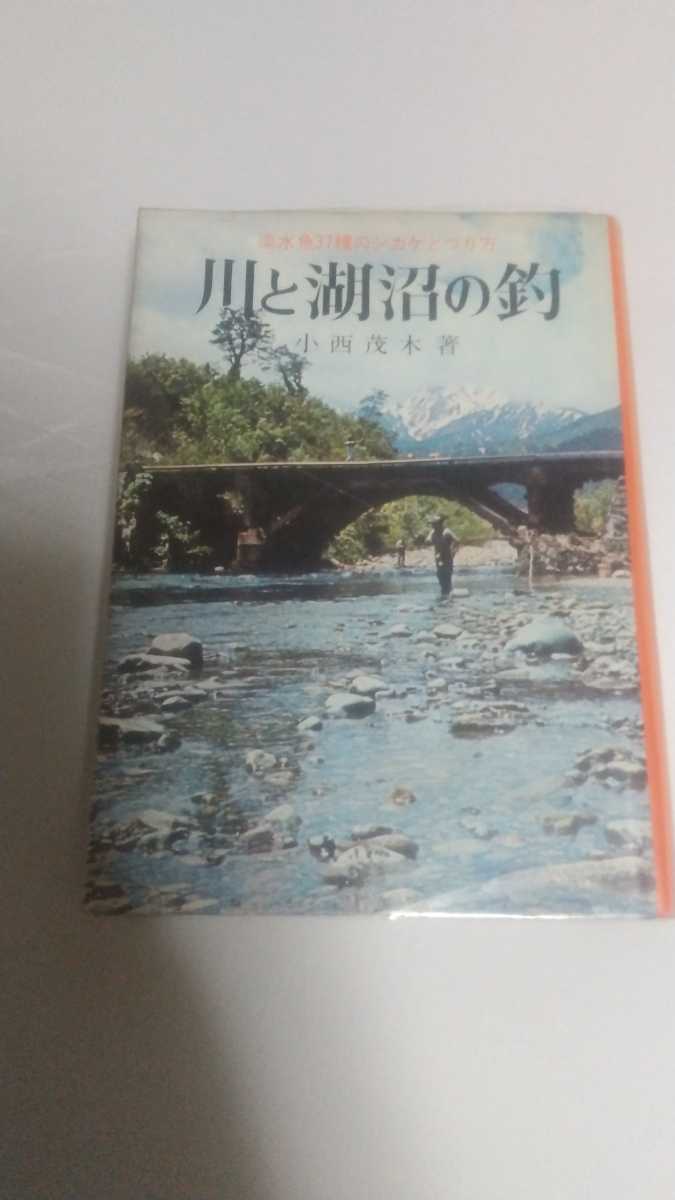 淡水魚37種のシカケとつり方
川と湖沼の釣
小西茂木著